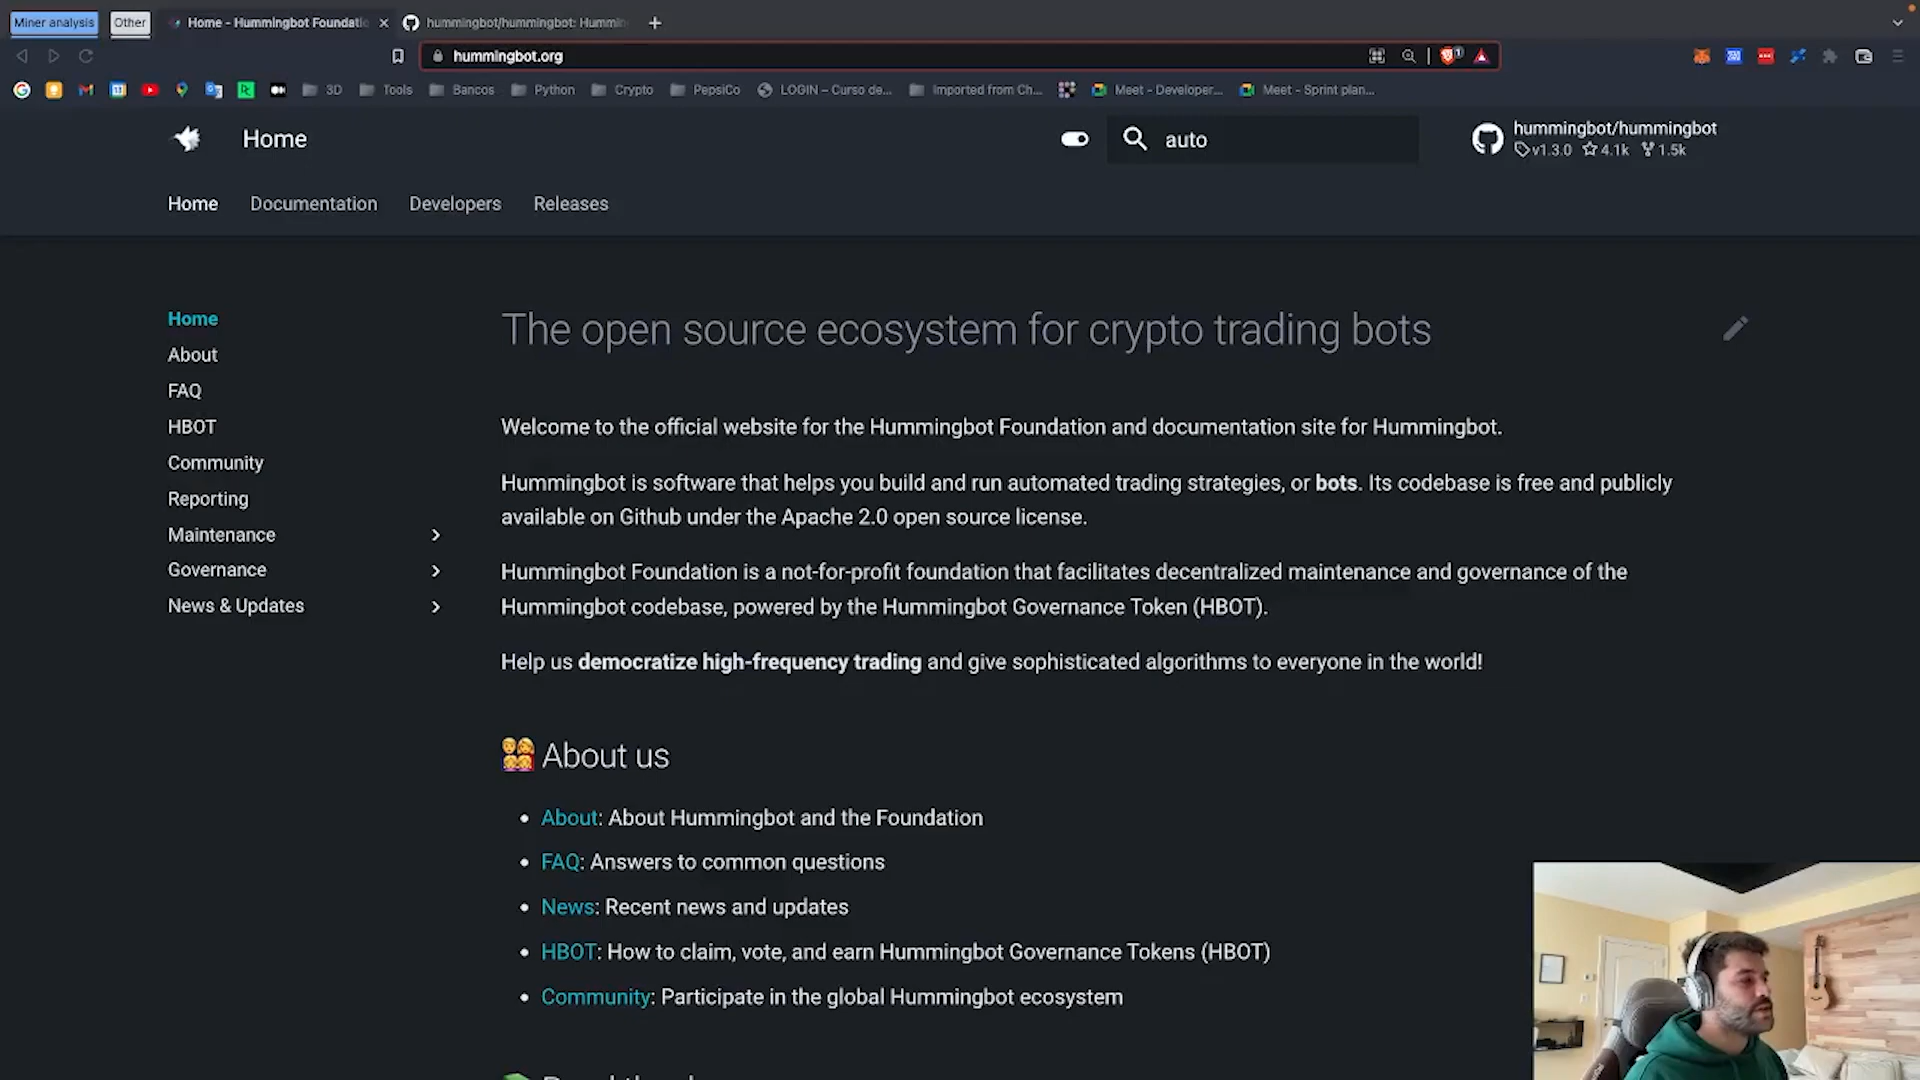 Miner analysis
Other
Home - Hummingbot Foundatio
hummingbot/hummingbot: Hummin
hummingbot.org
3D
Tools
Bancos
Python
Crypto
PepsiCo
LOGIN – Curso de...
Imported from Ch...
Meet - Developer...
Meet - Sprint plan...
Home
auto
hummingbot/hummingbot
v1.3.0 4.1k 1.5k
Home
Documentation
Developers
Releases
Home
About
FAQ
HBOT
Community
Reporting
Maintenance
Governance
News & Updates
The open source ecosystem for crypto trading bots
Welcome to the official website for the Hummingbot Foundation and documentation site for Hummingbot.
Hummingbot is software that helps you build and run automated trading strategies, or bots. Its codebase is free and publicly
available on Github under the Apache 2.0 open source license.
Hummingbot Foundation is a not-for-profit foundation that facilitates decentralized maintenance and governance of the
Hummingbot codebase, powered by the Hummingbot Governance Token (HBOT).
Help us democratize high-frequency trading and give sophisticated algorithms to everyone in the world!
About us
• About: About Hummingbot and the Foundation
• FAQ: Answers to common questions
• News: Recent news and updates
• HBOT: How to claim, vote, and earn Hummingbot Governance Tokens (HBOT)
• Community: Participate in the global Hummingbot ecosystem